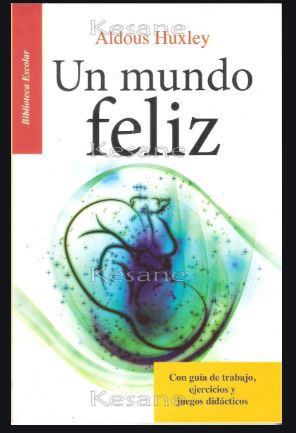 Kesane
Aldous Huxley
Biblioteca Escolar
Un mundo
feliz
Kesane
Kesane
Con guía de trabajo,
ejercicios y
juegos didácticos
Kesane